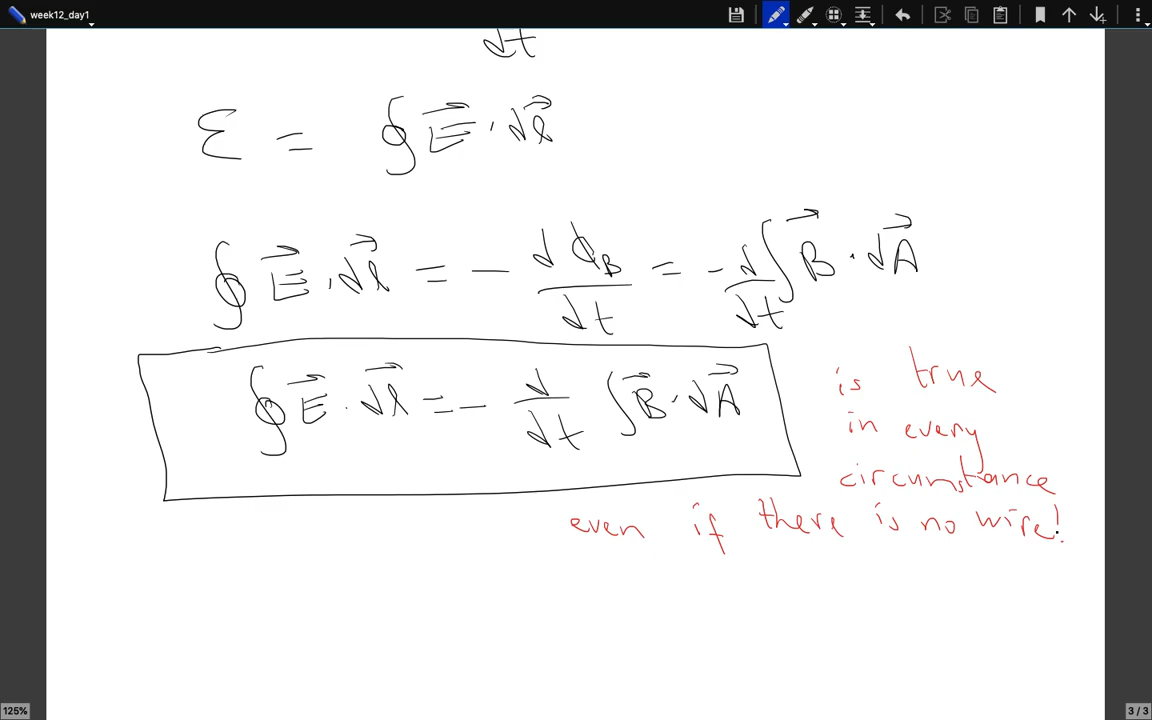 week12_day1
dt
ε = ∮ E⃗ · dl⃗
∮ E⃗ · dl⃗ = - dΦ_B/dt = - d/dt ∫ B⃗ · dA⃗
∮ E⃗ · dl⃗ = - d/dt ∫ B⃗ · dA⃗
is true
in every
circumstance
even if there is no wire!
125%
3 / 3